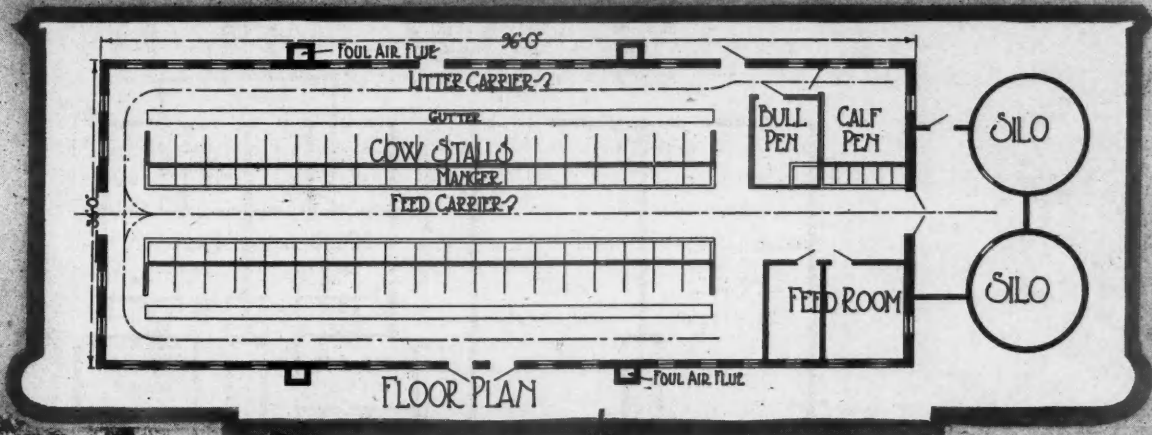 96'-0"
FOUL AIR FLUE
LITTER CARRIER-?
GUTTER
COW STALLS
MANGER
FEED CARRIER-?
BULL PEN
CALF PEN
SILO
36'-0"
SILO
FEED ROOM
FLOOR PLAN
FOUL AIR FLUE